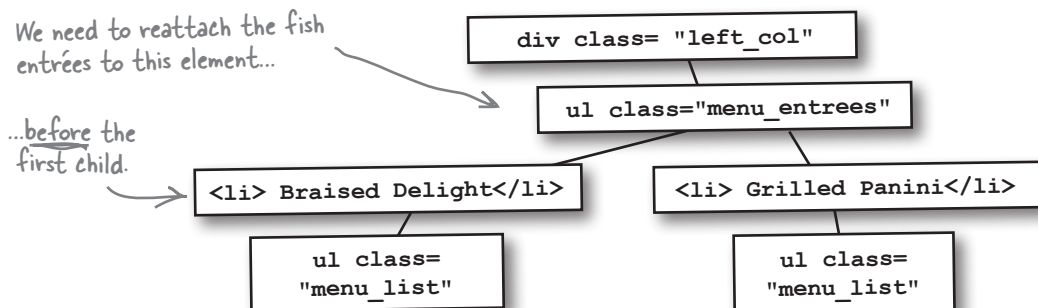 We need to reattach the fish
entrées to this element...
...before the
first child.
div class= "left_col"
ul class="menu_entrees"
<li> Braised Delight</li>
<li> Grilled Panini</li>
ul class=
"menu_list"
ul class=
"menu_list"